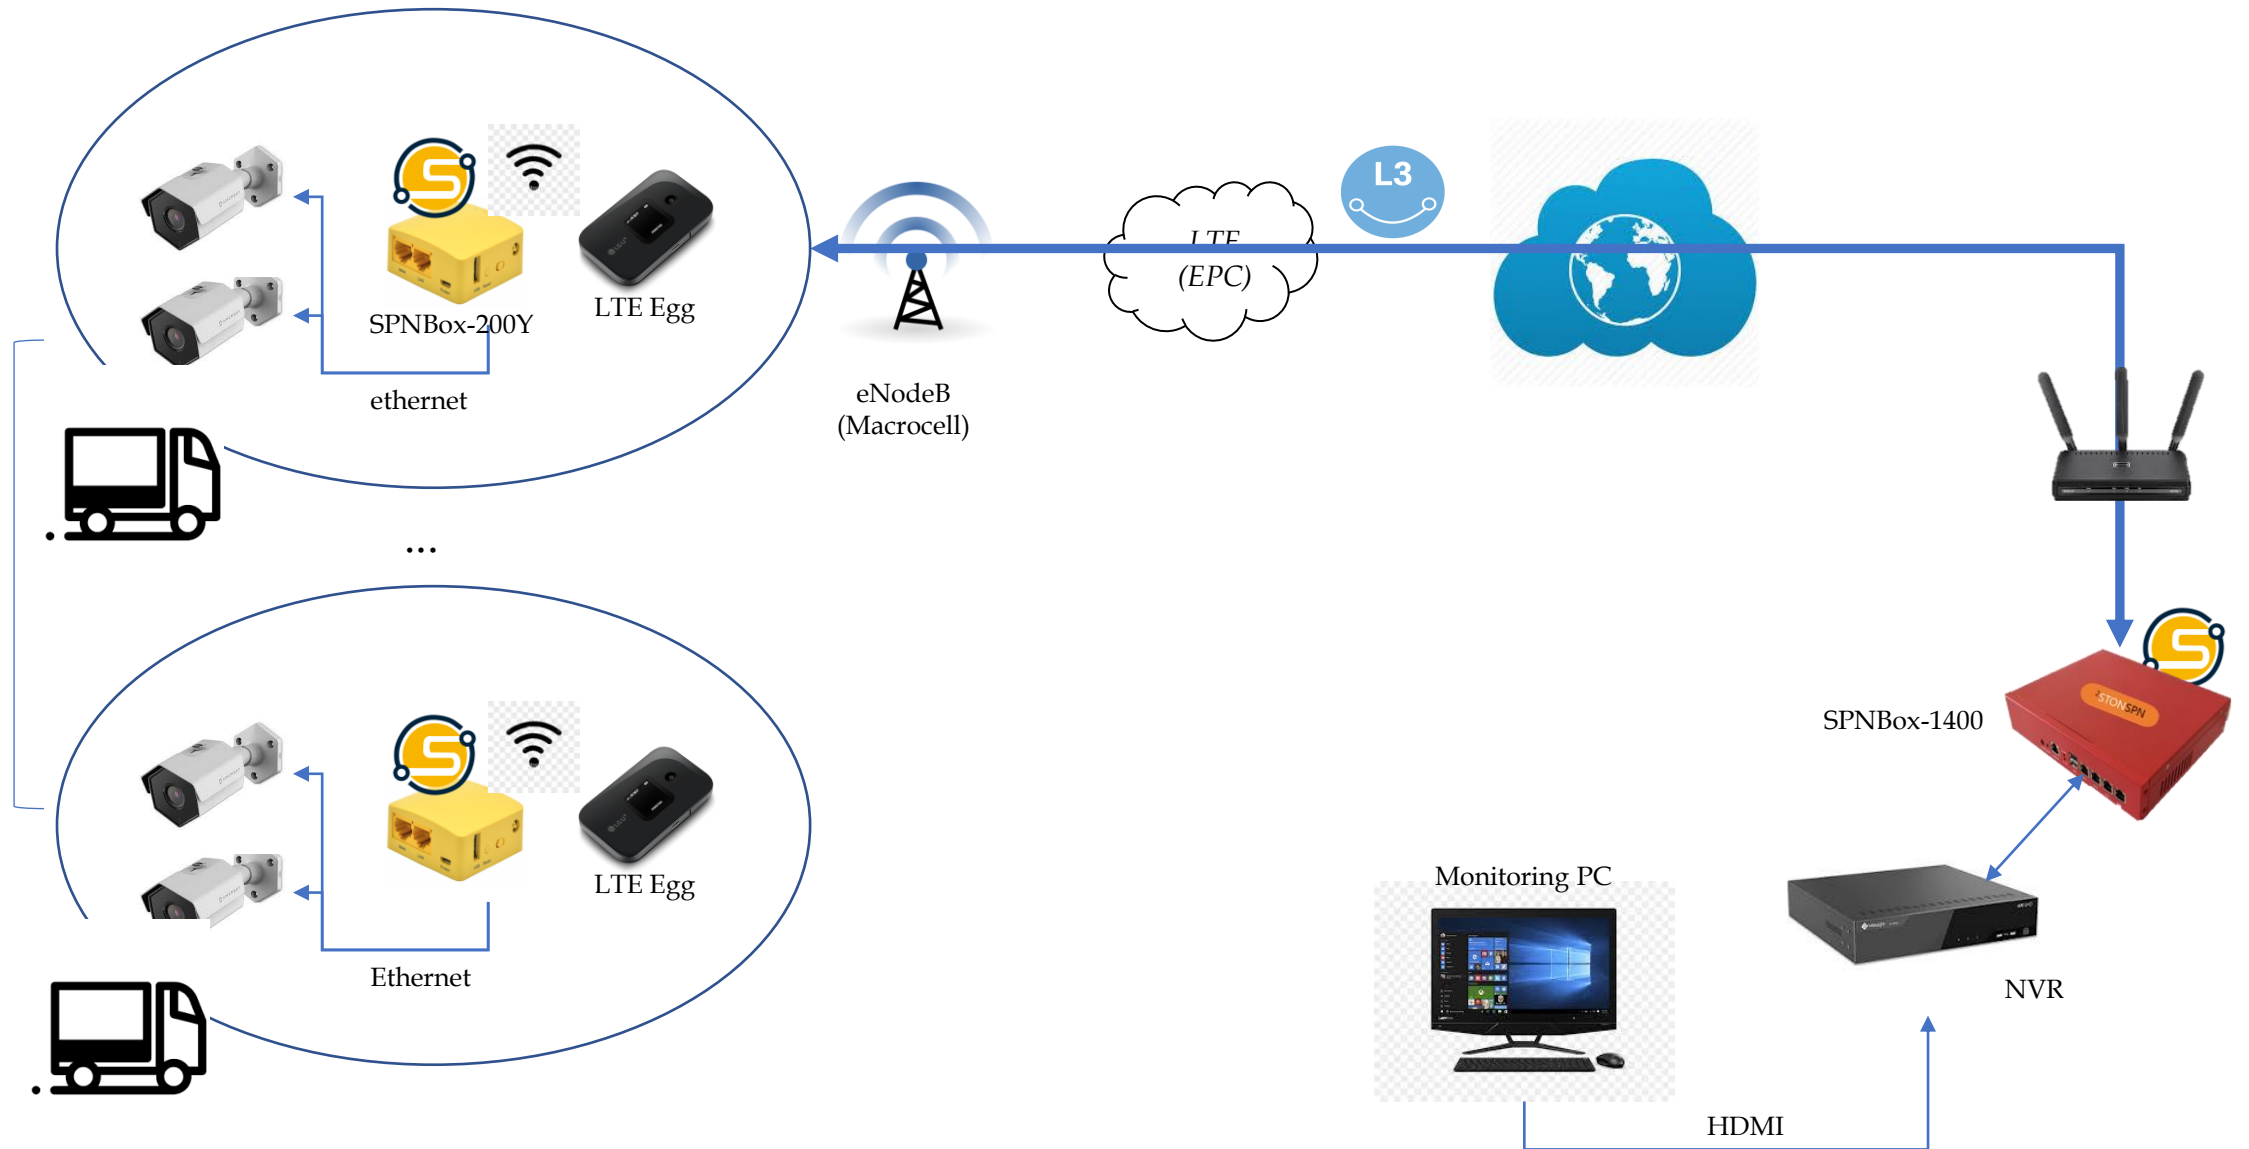 L3
LTE
(EPC)
LTE Egg
SPNBox-200Y
ethernet
eNodeB
(Macrocell)
...
S
STONSPN
SPNBox-1400
LTE Egg
Monitoring PC
Ethernet
NVR
HDMI